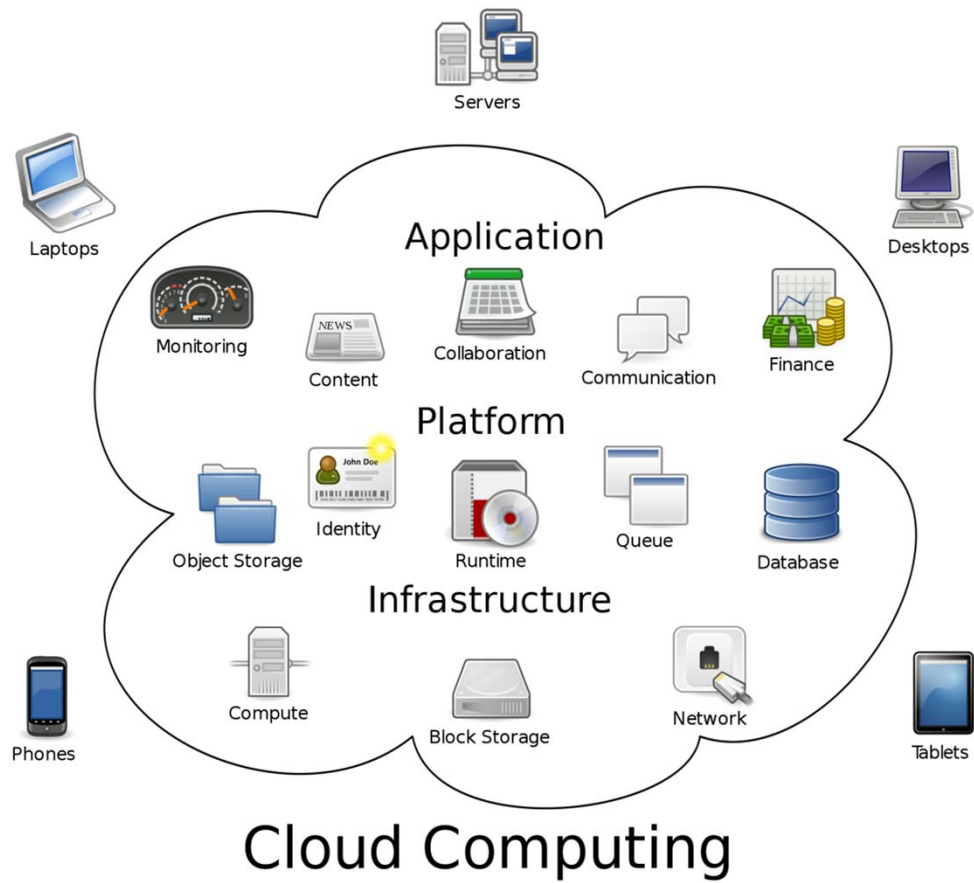 Servers
Laptops
Desktops
Application
Monitoring
NEWS
Content
Collaboration
Communication
Finance
Platform
Object Storage
John Doe
Identity
Runtime
Queue
Database
Infrastructure
Compute
Block Storage
Network
Phones
Tablets
Cloud Computing